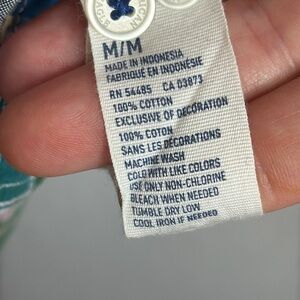 M/M
MADE IN INDONESIA
FABRIQUÉ EN INDONÉSIE
RN 54485 CA 03873
100% COTTON
EXCLUSIVE OF DECORATION
100% COTON
SANS LES DÉCORATIONS
MACHINE WASH
COLD WITH LIKE COLORS
USE ONLY NON-CHLORINE
BLEACH WHEN NEEDED
TUMBLE DRY LOW
COOL IRON IF NEEDED